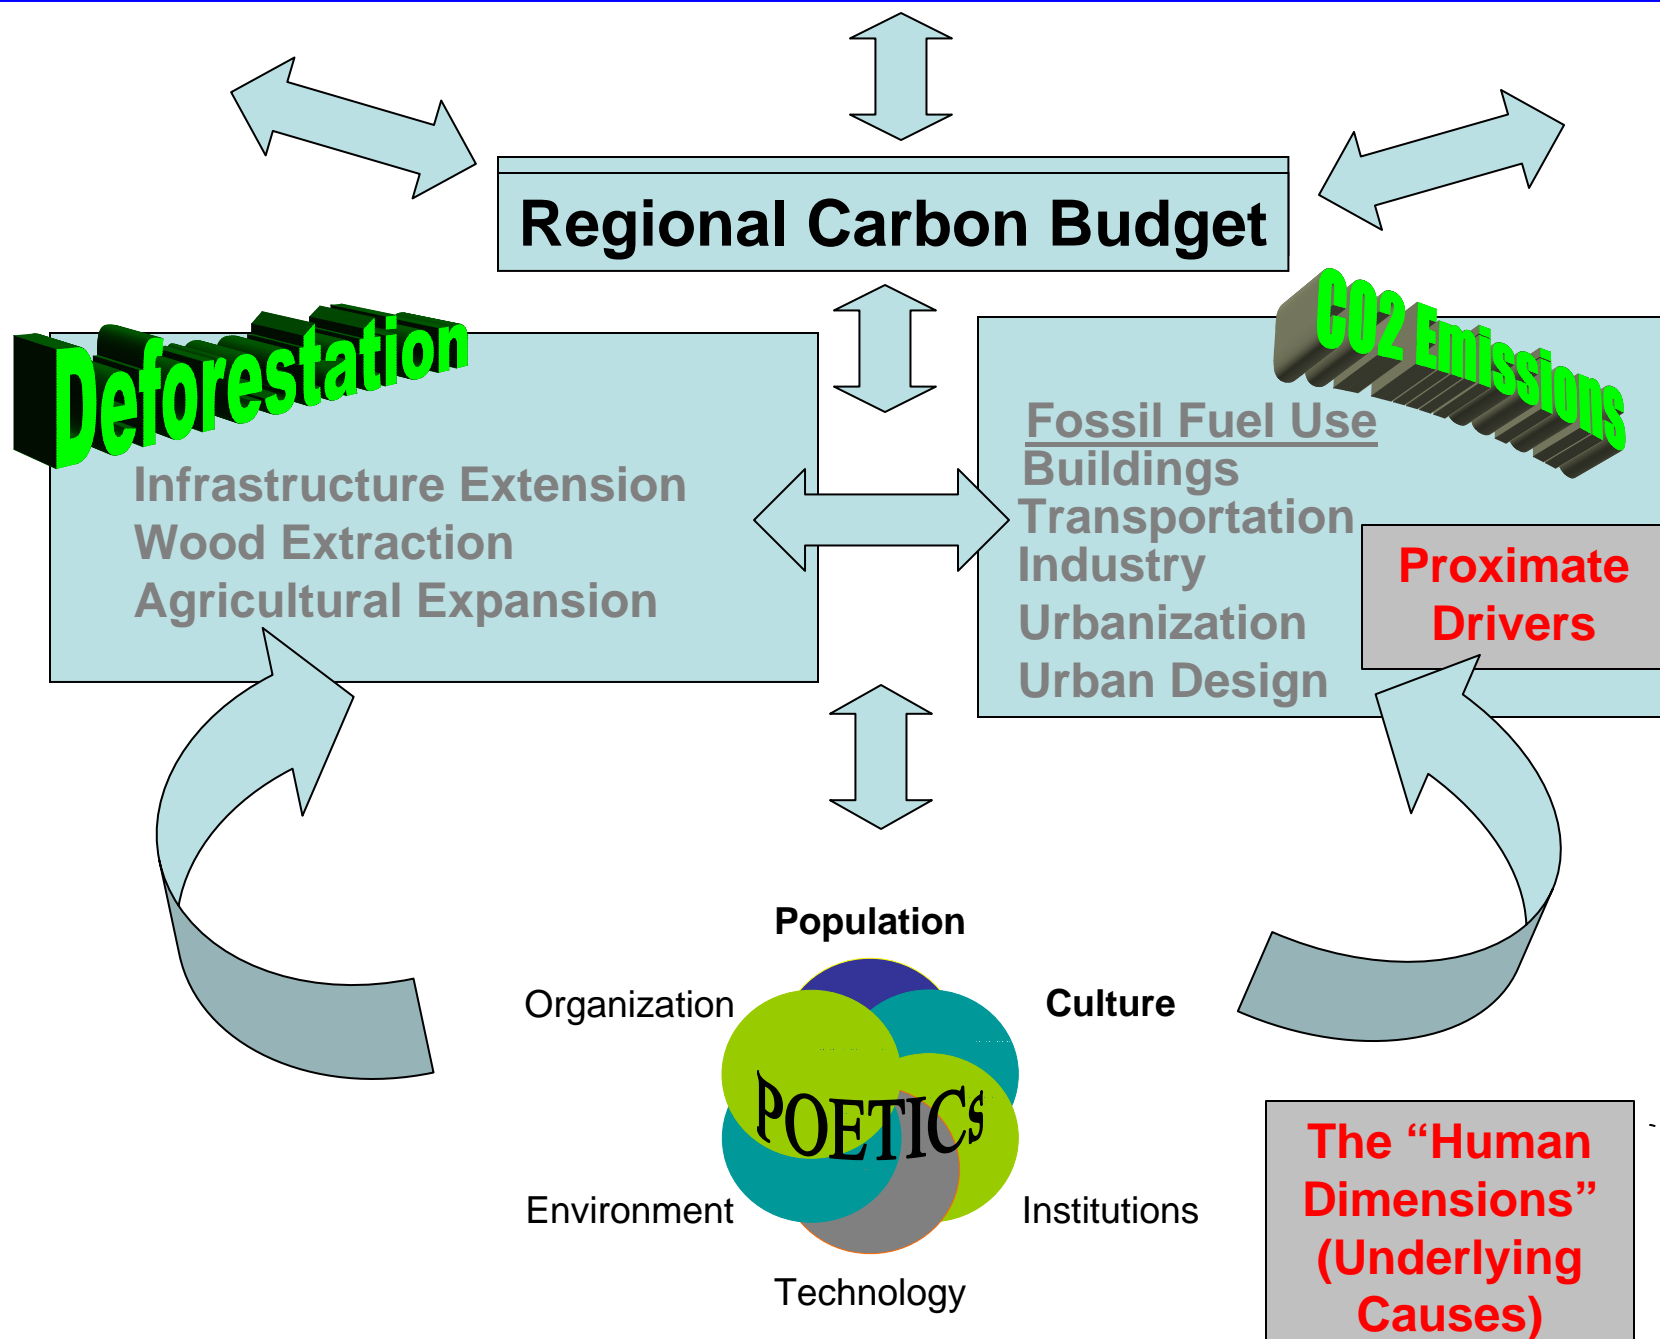 Regional Carbon Budget
Deforestation
Infrastructure Extension
Wood Extraction
Agricultural Expansion
CO2 Emissions
Fossil Fuel Use
Buildings
Transportation
Industry
Urbanization
Urban Design
Proximate
Drivers
Population
Organization
Culture
POETICs
Environment
Institutions
Technology
The “Human
Dimensions”
(Underlying
Causes)